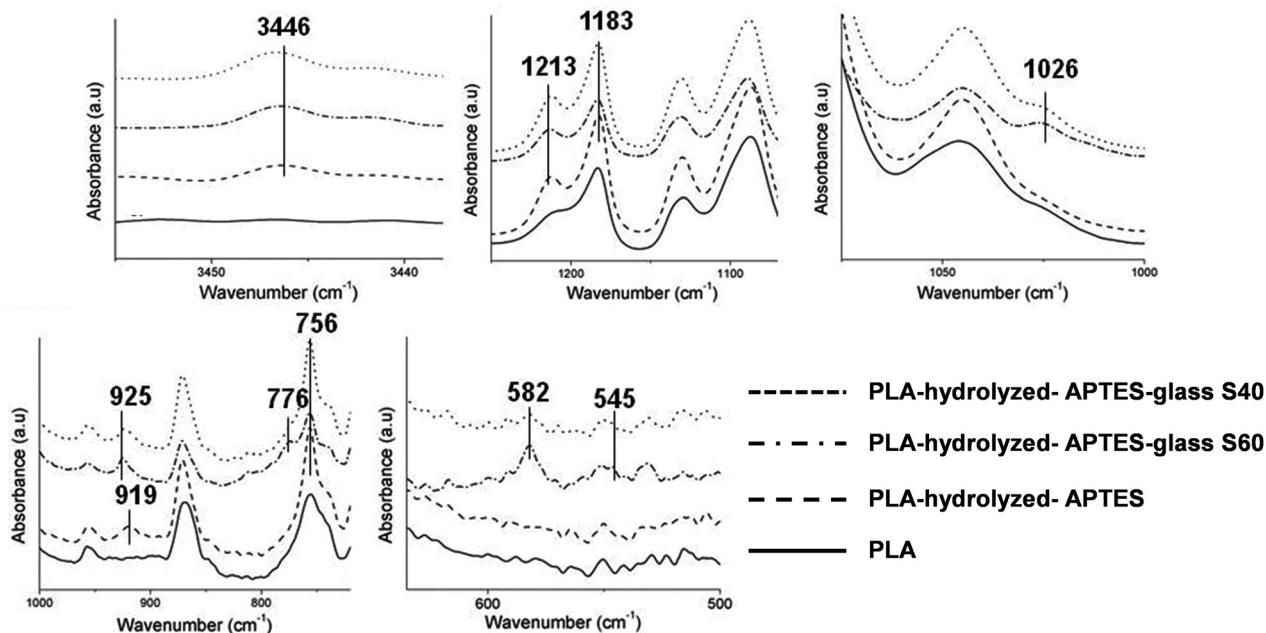 3446
Absorbance (a.u)
3450
3440
Wavenumber (cm-1)
1183
1213
Absorbance (a.u)
1200
1100
Wavenumber (cm-1)
1026
Absorbance (a.u)
1050
1000
Wavenumber (cm-1)
756
925
776
919
Absorbance (a.u)
1000
900
800
Wavenumber (cm-1)
582
545
Absorbance (a.u)
600
500
Wavenumber (cm-1)
PLA-hydrolyzed- APTES-glass S40
PLA-hydrolyzed- APTES-glass S60
PLA-hydrolyzed- APTES
PLA